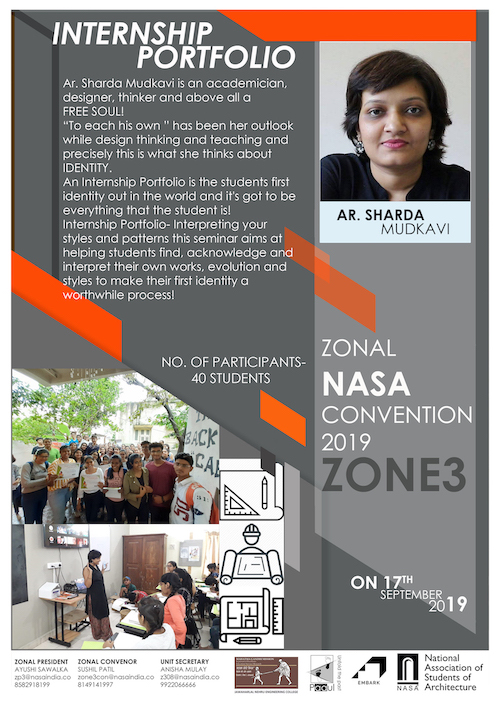 INTERNSHIP
PORTFOLIO
Ar. Sharda Mudkavi is an academician,
designer, thinker and above all a
FREE SOUL!
“To each his own ” has been her outlook
while design thinking and teaching and
precisely this is what she thinks about
IDENTITY.
An Internship Portfolio is the students first
identity out in the world and it's got to be
everything that the student is!
Internship Portfolio- Interpreting your
styles and patterns this seminar aims at
helping students find, acknowledge and
interpret their own works, evolution and
styles to make their first identity a
worthwhile process!
AR. SHARDA
MUDKAVI
NO. OF PARTICIPANTS-
40 STUDENTS
ZONAL
NASA
CONVENTION
2019
ZONE3
BACK
ON 17TH
SEPTEMBER
2019
ZONAL PRESIDENT
AYUSHI SAWALKA
zp3@nasaindia.co
8582918199
ZONAL CONVENOR
SUSHIL PATIL
zone3con@nasaindia.co
8149141997
UNIT SECRETARY
ANISHA MULAY
z308@nasaindia.co
9922066666
unfold the past
EMBARK
NASA
National
Association of
Students of
Architecture